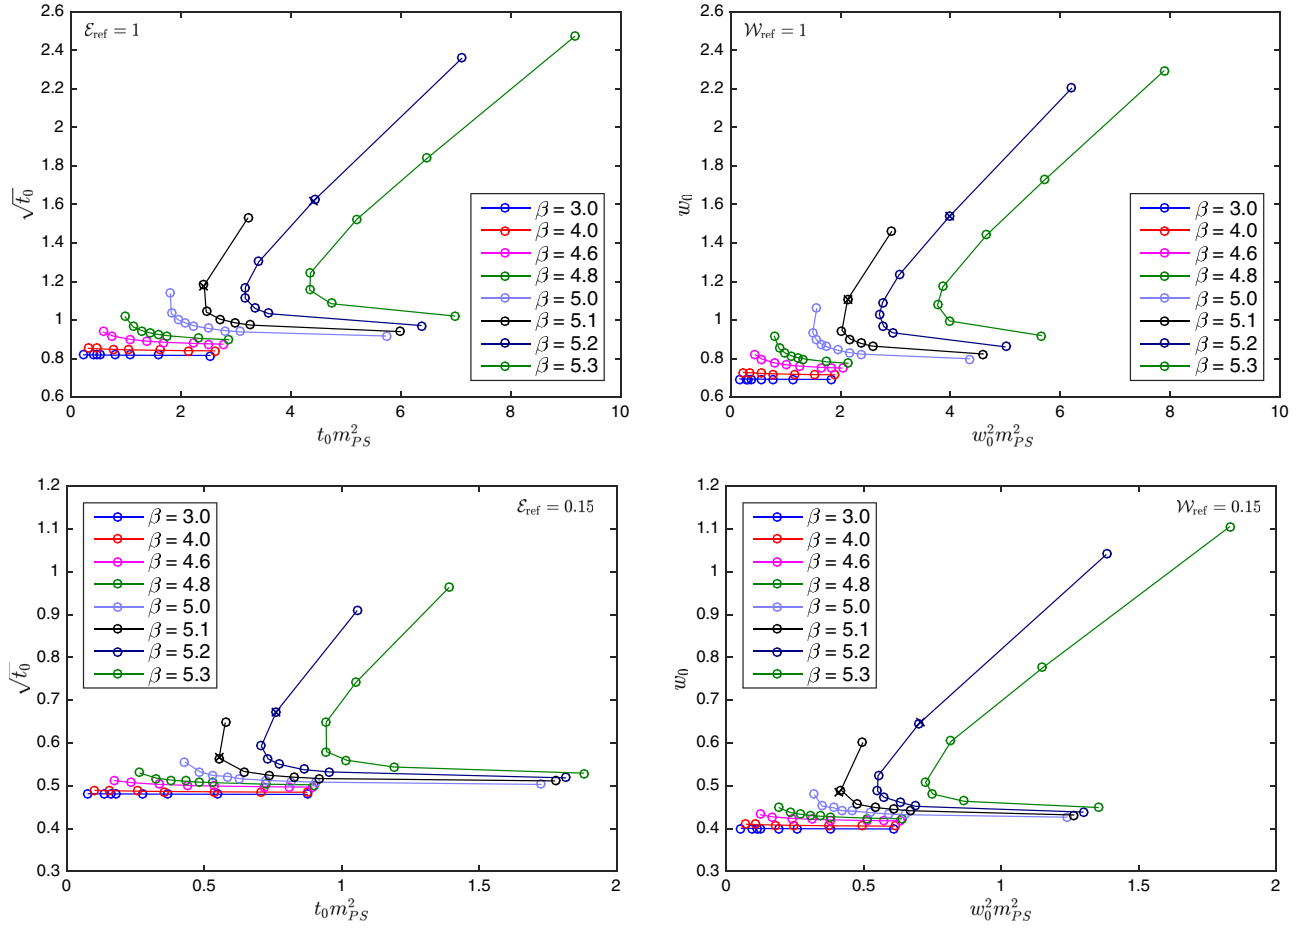 ℰref = 1
2.6
2.4
2.2
2
1.8
1.6
1.4
1.2
1
0.8
0.6
√t0
0
2
4
6
8
10
t0 m²PS
β = 3.0
β = 4.0
β = 4.6
β = 4.8
β = 5.0
β = 5.1
β = 5.2
β = 5.3
𝒲ref = 1
2.6
2.4
2.2
2
1.8
1.6
1.4
1.2
1
0.8
0.6
w0
0
2
4
6
8
10
w0² m²PS
β = 3.0
β = 4.0
β = 4.6
β = 4.8
β = 5.0
β = 5.1
β = 5.2
β = 5.3
ℰref = 0.15
1.2
1.1
1
0.9
0.8
0.7
0.6
0.5
0.4
0.3
√t0
0
0.5
1
1.5
2
t0 m²PS
β = 3.0
β = 4.0
β = 4.6
β = 4.8
β = 5.0
β = 5.1
β = 5.2
β = 5.3
𝒲ref = 0.15
1.2
1.1
1
0.9
0.8
0.7
0.6
0.5
0.4
0.3
w0
0
0.5
1
1.5
2
w0² m²PS
β = 3.0
β = 4.0
β = 4.6
β = 4.8
β = 5.0
β = 5.1
β = 5.2
β = 5.3